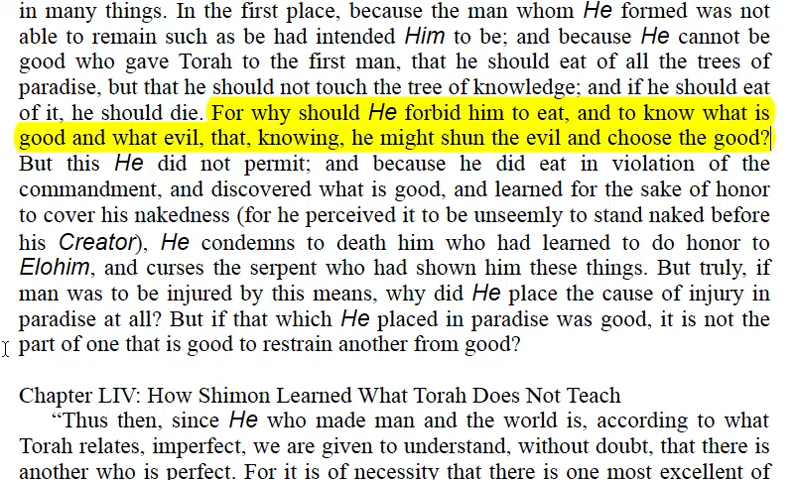 in many things. In the first place, because the man whom He formed was not
able to remain such as be had intended Him to be; and because He cannot be
good who gave Torah to the first man, that he should eat of all the trees of
paradise, but that he should not touch the tree of knowledge; and if he should eat
of it, he should die. For why should He forbid him to eat, and to know what is
good and what evil, that, knowing, he might shun the evil and choose the good?
But this He did not permit; and because he did eat in violation of the
commandment, and discovered what is good, and learned for the sake of honor
to cover his nakedness (for he perceived it to be unseemly to stand naked before
his Creator), He condemns to death him who had learned to do honor to
Elohim, and curses the serpent who had shown him these things. But truly, if
man was to be injured by this means, why did He place the cause of injury in
paradise at all? But if that which He placed in paradise was good, it is not the
part of one that is good to restrain another from good?
Chapter LIV: How Shimon Learned What Torah Does Not Teach
“Thus then, since He who made man and the world is, according to what
Torah relates, imperfect, we are given to understand, without doubt, that there is
another who is perfect. For it is of necessity that there is one most excellent of